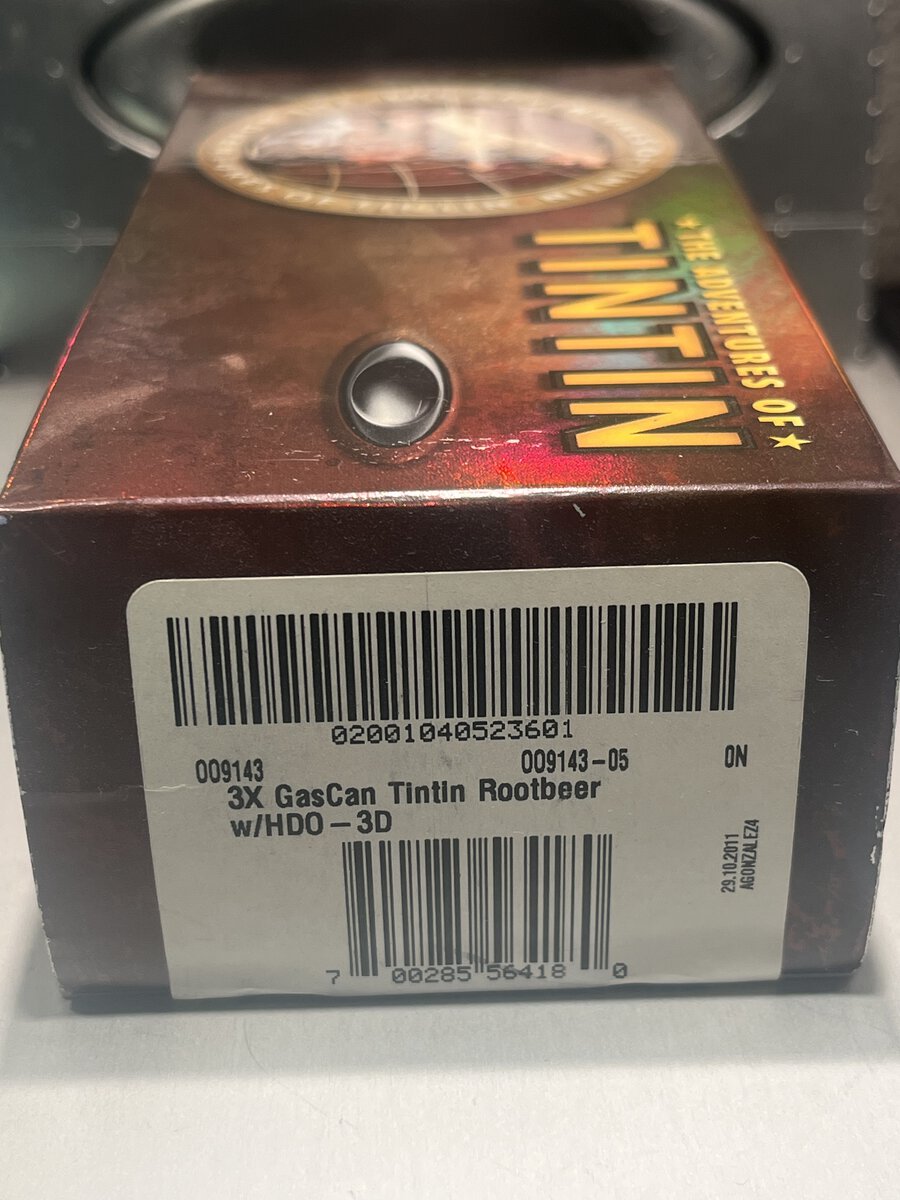 ★ THE ADVENTURES OF ★
TINTIN
02001040523601
009143 009143-05 ON
3X GasCan Tintin Rootbeer
w/HDO-3D
29.10.2011
AGONZALEZ4
7 00285 56418 0